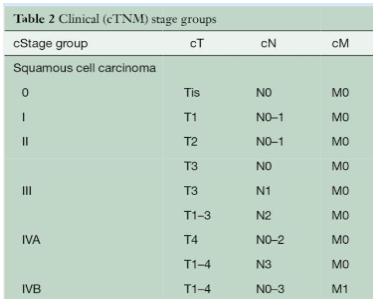 Table 2 Clinical (cTNM) stage groups
cStage group cT cN cM
Squamous cell carcinoma
0 Tis N0 M0
I T1 N0–1 M0
II T2 N0–1 M0
T3 N0 M0
III T3 N1 M0
T1–3 N2 M0
IVA T4 N0–2 M0
T1–4 N3 M0
IVB T1–4 N0–3 M1